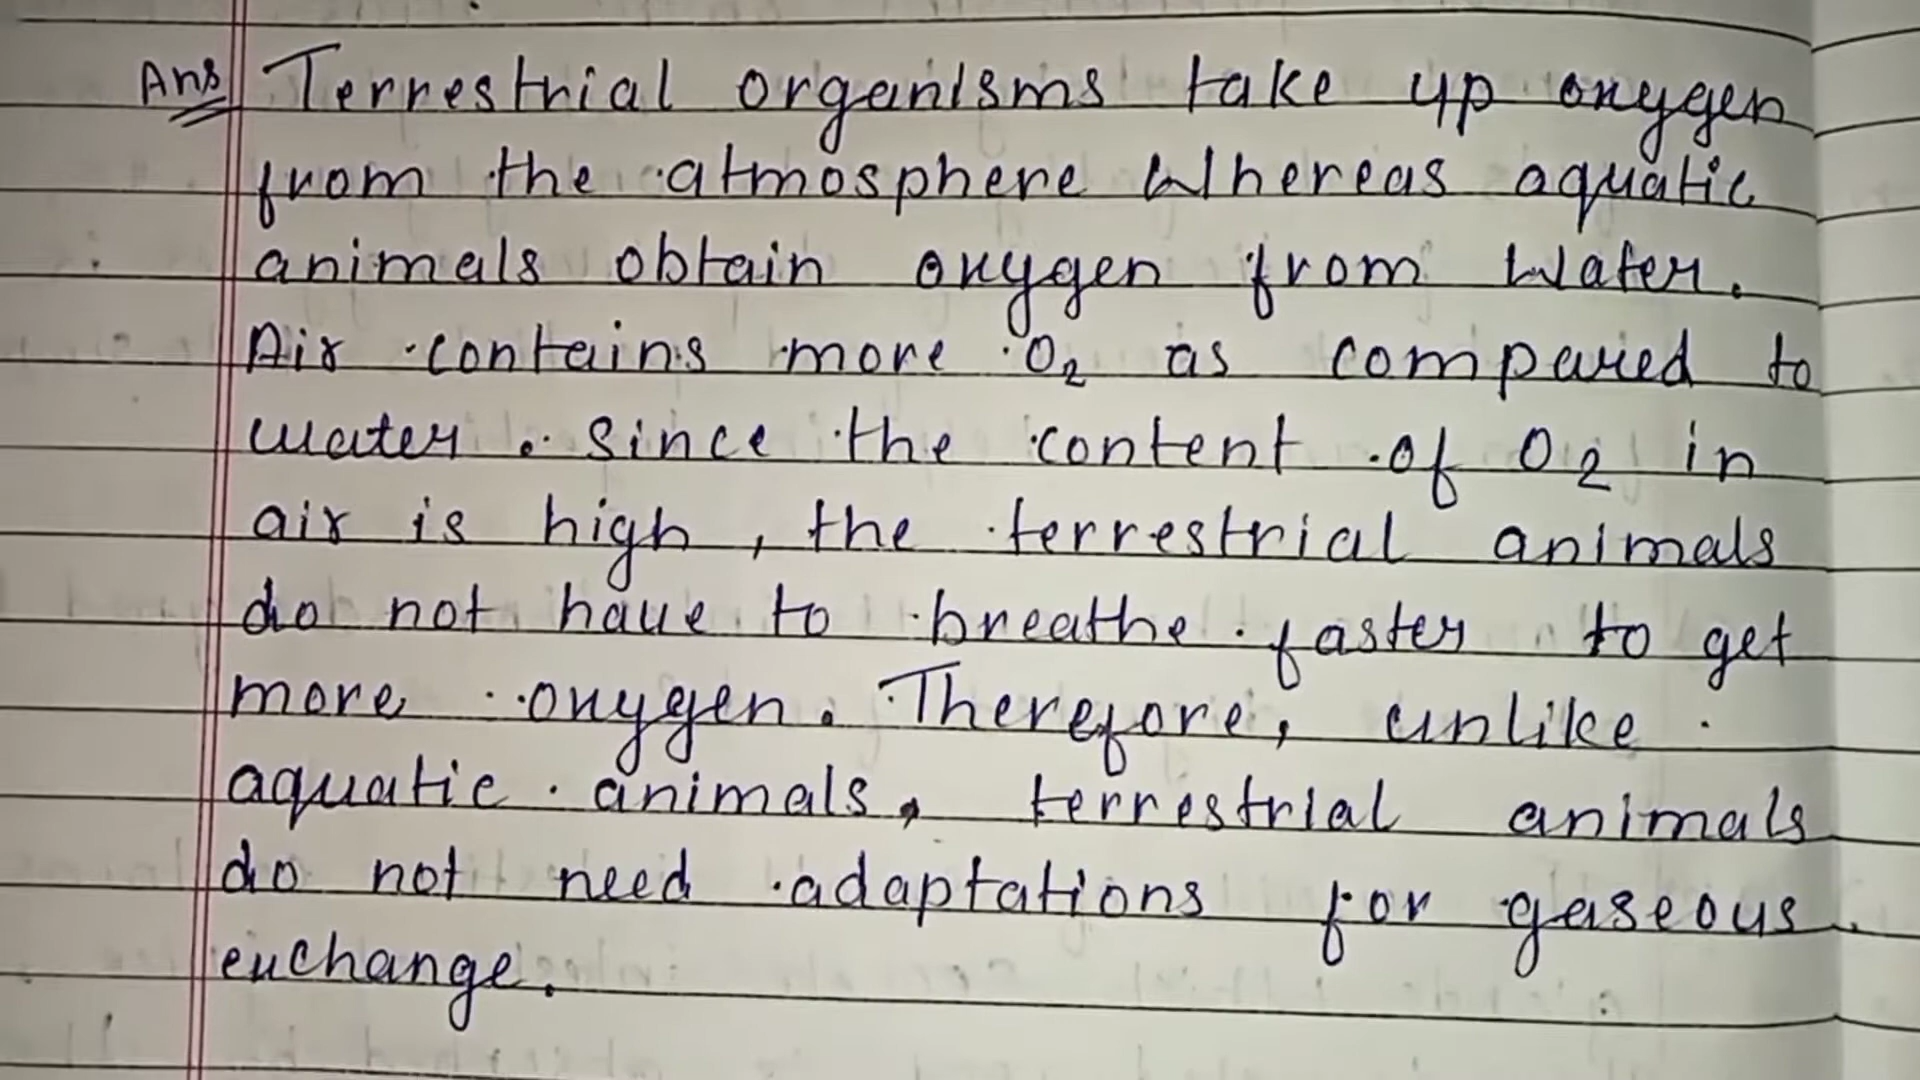 Ans Terrestrial organisms take up oxygen
from the atmosphere whereas aquatic
animals obtain oxygen from water.
Air contains more O₂ as compared to
water. Since the content of O₂ in
air is high, the terrestrial animals
do not have to breathe faster to get
more oxygen. Therefore, unlike
aquatic animals, terrestrial animals
do not need adaptations for gaseous
exchange.